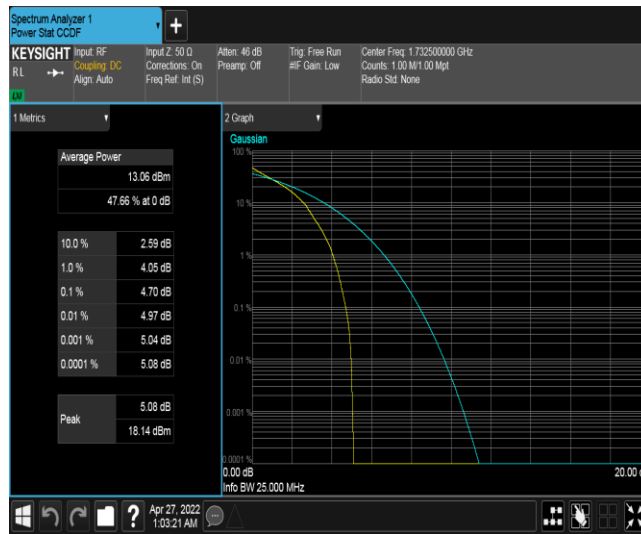 Spectrum Analyzer 1
Power Stat CCDF
+
KEYSIGHT
RL
Input: RF
Coupling: DC
Align: Auto
Input Z: 50 Ω
Corrections: On
Freq Ref: Int (S)
Atten: 46 dB
Preamp: Off
Trig: Free Run
#IF Gain: Low
Center Freq: 1.732500000 GHz
Counts: 1.00 M/1.00 Mpt
Radio Std: None
1 Metrics
Average Power
13.06 dBm
47.66 % at 0 dB
10.0 % 2.59 dB
1.0 % 4.05 dB
0.1 % 4.70 dB
0.01 % 4.97 dB
0.001 % 5.04 dB
0.0001 % 5.08 dB
Peak
5.08 dB
18.14 dBm
2 Graph
Gaussian
100 %
10 %
1 %
0.1 %
0.01 %
0.001 %
0.0001 %
0.00 dB
20.00
Info BW 25.000 MHz
?
Apr 27, 2022
1:03:21 AM